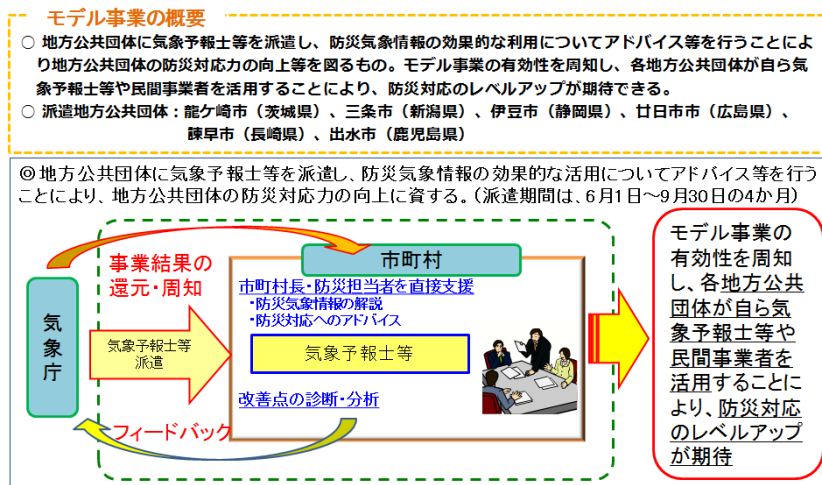 モデル事業の概要
○ 地方公共団体に気象予報士等を派遣し、防災気象情報の効果的な利用についてアドバイス等を行うことによ
り地方公共団体の防災対応力の向上等を図るもの。モデル事業の有効性を周知し、各地方公共団体が自ら気
象予報士等や民間事業者を活用することにより、防災対応のレベルアップが期待できる。
○ 派遣地方公共団体：龍ケ崎市（茨城県）、三条市（新潟県）、伊豆市（静岡県）、廿日市市（広島県）、
諫早市（長崎県）、出水市（鹿児島県）
◎地方公共団体に気象予報士等を派遣し、防災気象情報の効果的な活用についてアドバイス等を行う
ことにより、地方公共団体の防災対応力の向上に資する。（派遣期間は、６月１日～９月30日の４か月）
気象庁
事業結果の
還元・周知
気象予報士等
派遣
フィードバック
市町村
市町村長・防災担当者を直接支援
・防災気象情報の解説
・防災対応へのアドバイス
気象予報士等
改善点の診断・分析
モデル事業の
有効性を周知
し、各地方公共
団体が自ら気
象予報士等や
民間事業者を
活用することに
より、防災対応
のレベルアップ
が期待